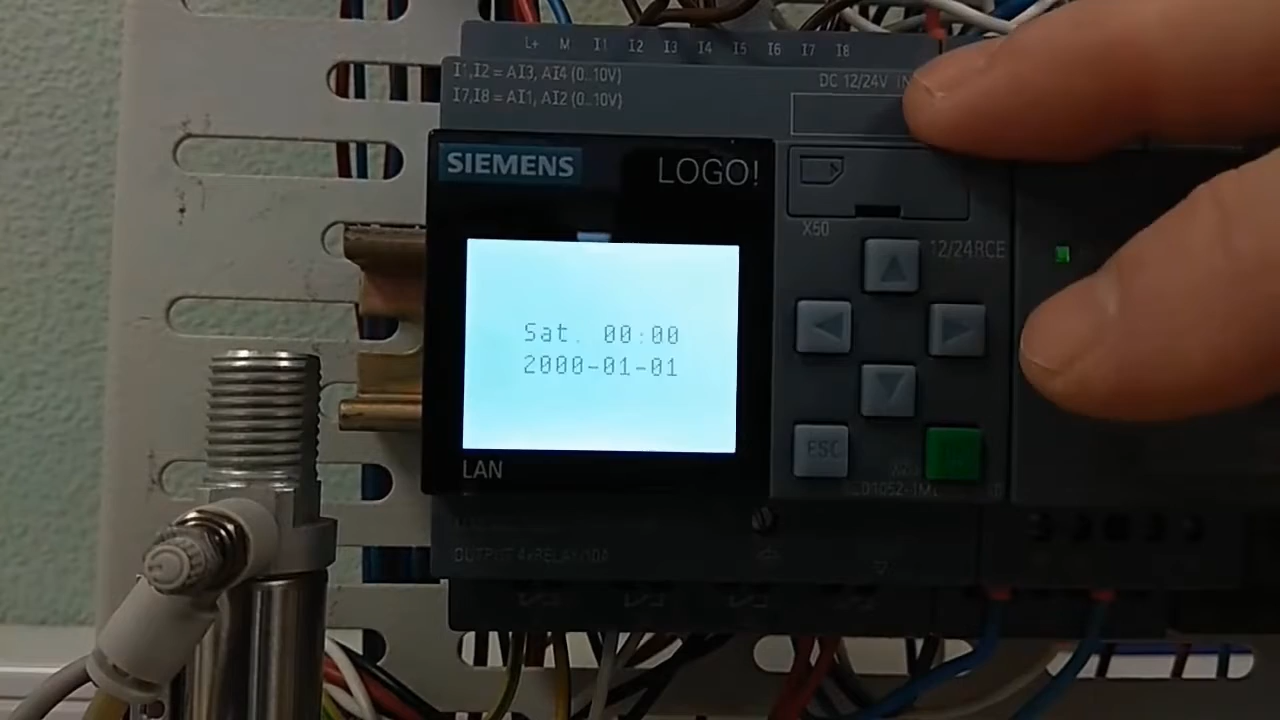 L+ M I1 I2 I3 I4 I5 I6 I7 I8
I1,I2 = AI3, AI4 (0..10V)
I7,I8 = AI1, AI2 (0..10V)
DC 12/24V
SIEMENS
LOGO!
X50
12/24RCE
Sat. 00:00
2000-01-01
ESC
LAN
OUTPUT 4xRELAY/10A